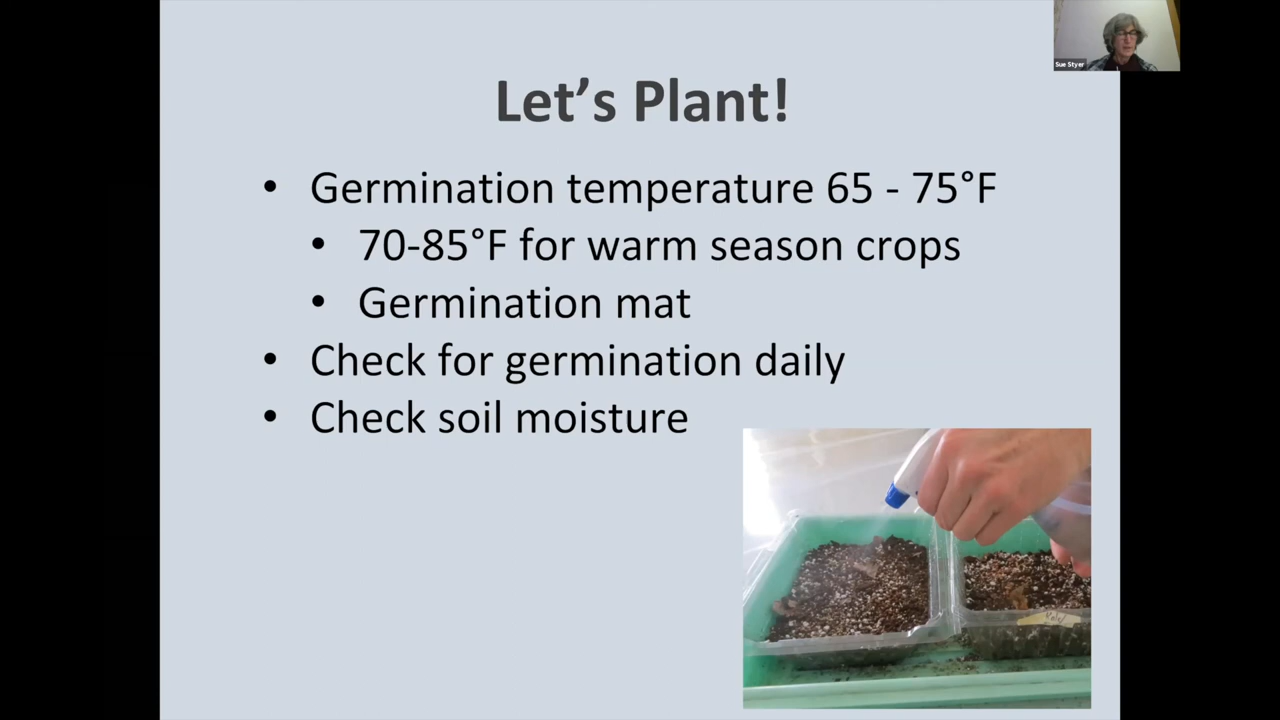 Sue Styer
Let's Plant!
• Germination temperature 65 - 75°F
• 70-85°F for warm season crops
• Germination mat
• Check for germination daily
• Check soil moisture